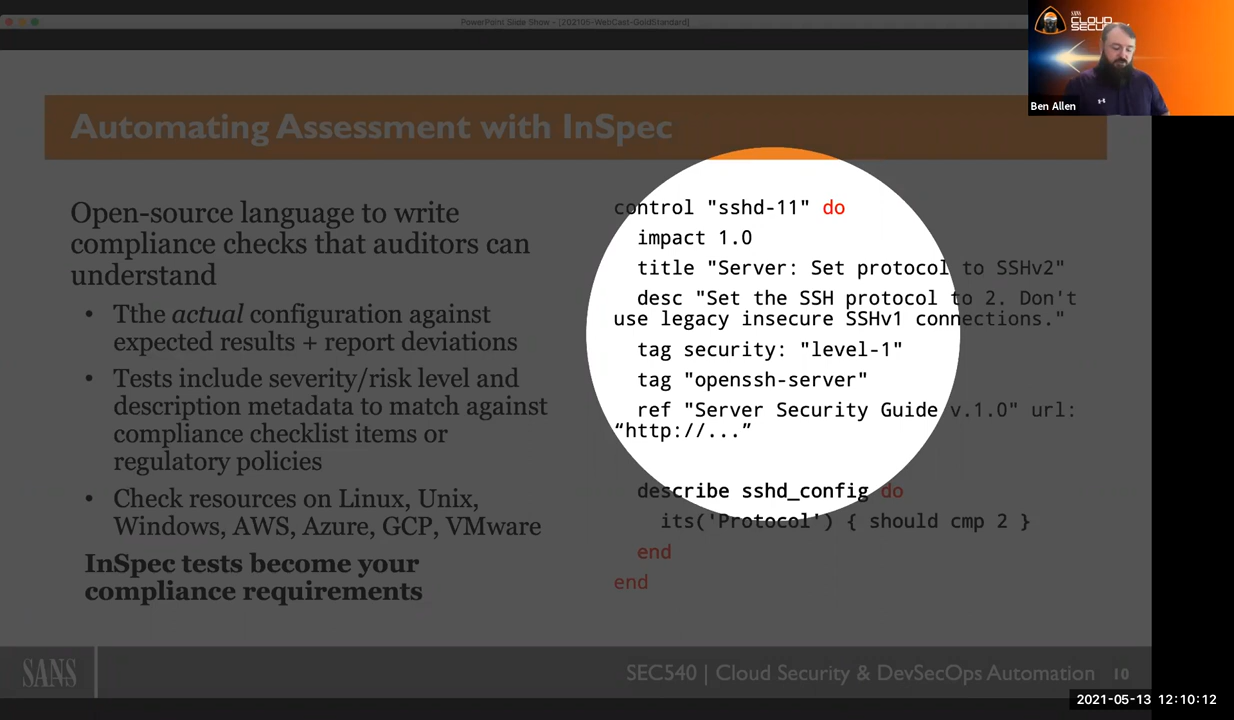 PowerPoint Slide Show - [202105-WebCast-GoldStandard]
SANS
CLOUD
SECU
Ben Allen
Automating Assessment with InSpec
Open-source language to write
compliance checks that auditors can
understand
• Tthe actual configuration against
expected results + report deviations
• Tests include severity/risk level and
description metadata to match against
compliance checklist items or
regulatory policies
• Check resources on Linux, Unix,
Windows, AWS, Azure, GCP, VMware
InSpec tests become your
compliance requirements
control "sshd-11" do
impact 1.0
title "Server: Set protocol to SSHv2"
desc "Set the SSH protocol to 2. Don't
use legacy insecure SSHv1 connections."
tag security: "level-1"
tag "openssh-server"
ref "Server Security Guide v.1.0" url:
“http://...”
describe sshd_config do
its('Protocol') { should cmp 2 }
end
end
SANS
SEC540 | Cloud Security & DevSecOps Automation 10
2021-05-13 12:10:12